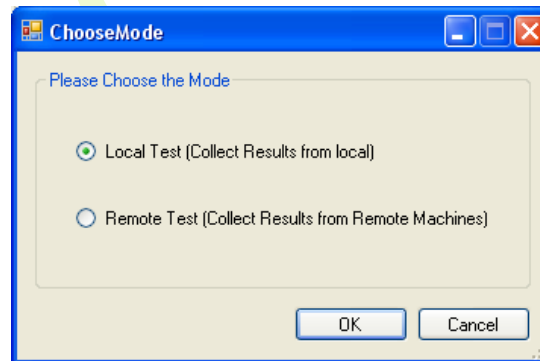 ChooseMode
Please Choose the Mode
Local Test (Collect Results from local)
Remote Test (Collect Results from Remote Machines)
OK
Cancel